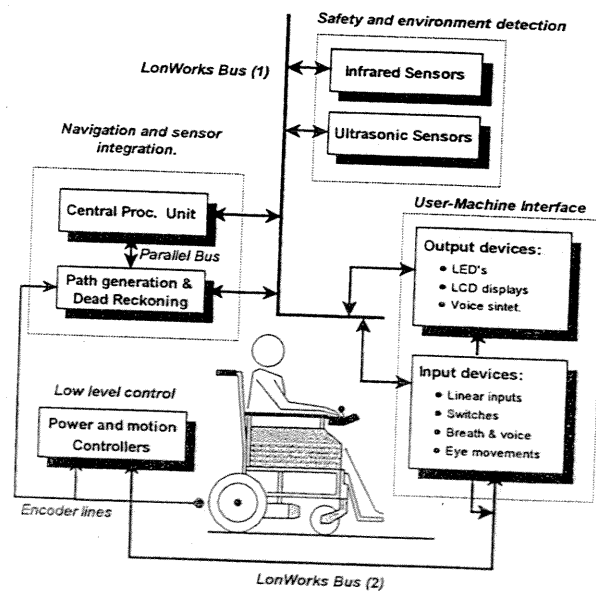 Safety and environment detection
LonWorks Bus (1)
Infrared Sensors
Ultrasonic Sensors
Navigation and sensor
integration.
Central Proc. Unit
Parallel Bus
Path generation &
Dead Reckoning
User-Machine Interface
Output devices:
LED's
LCD displays
Voice sintet.
Input devices:
Linear inputs
Switches
Breath & voice
Eye movements
Low level control
Power and motion
Controllers
Encoder lines
LonWorks Bus (2)